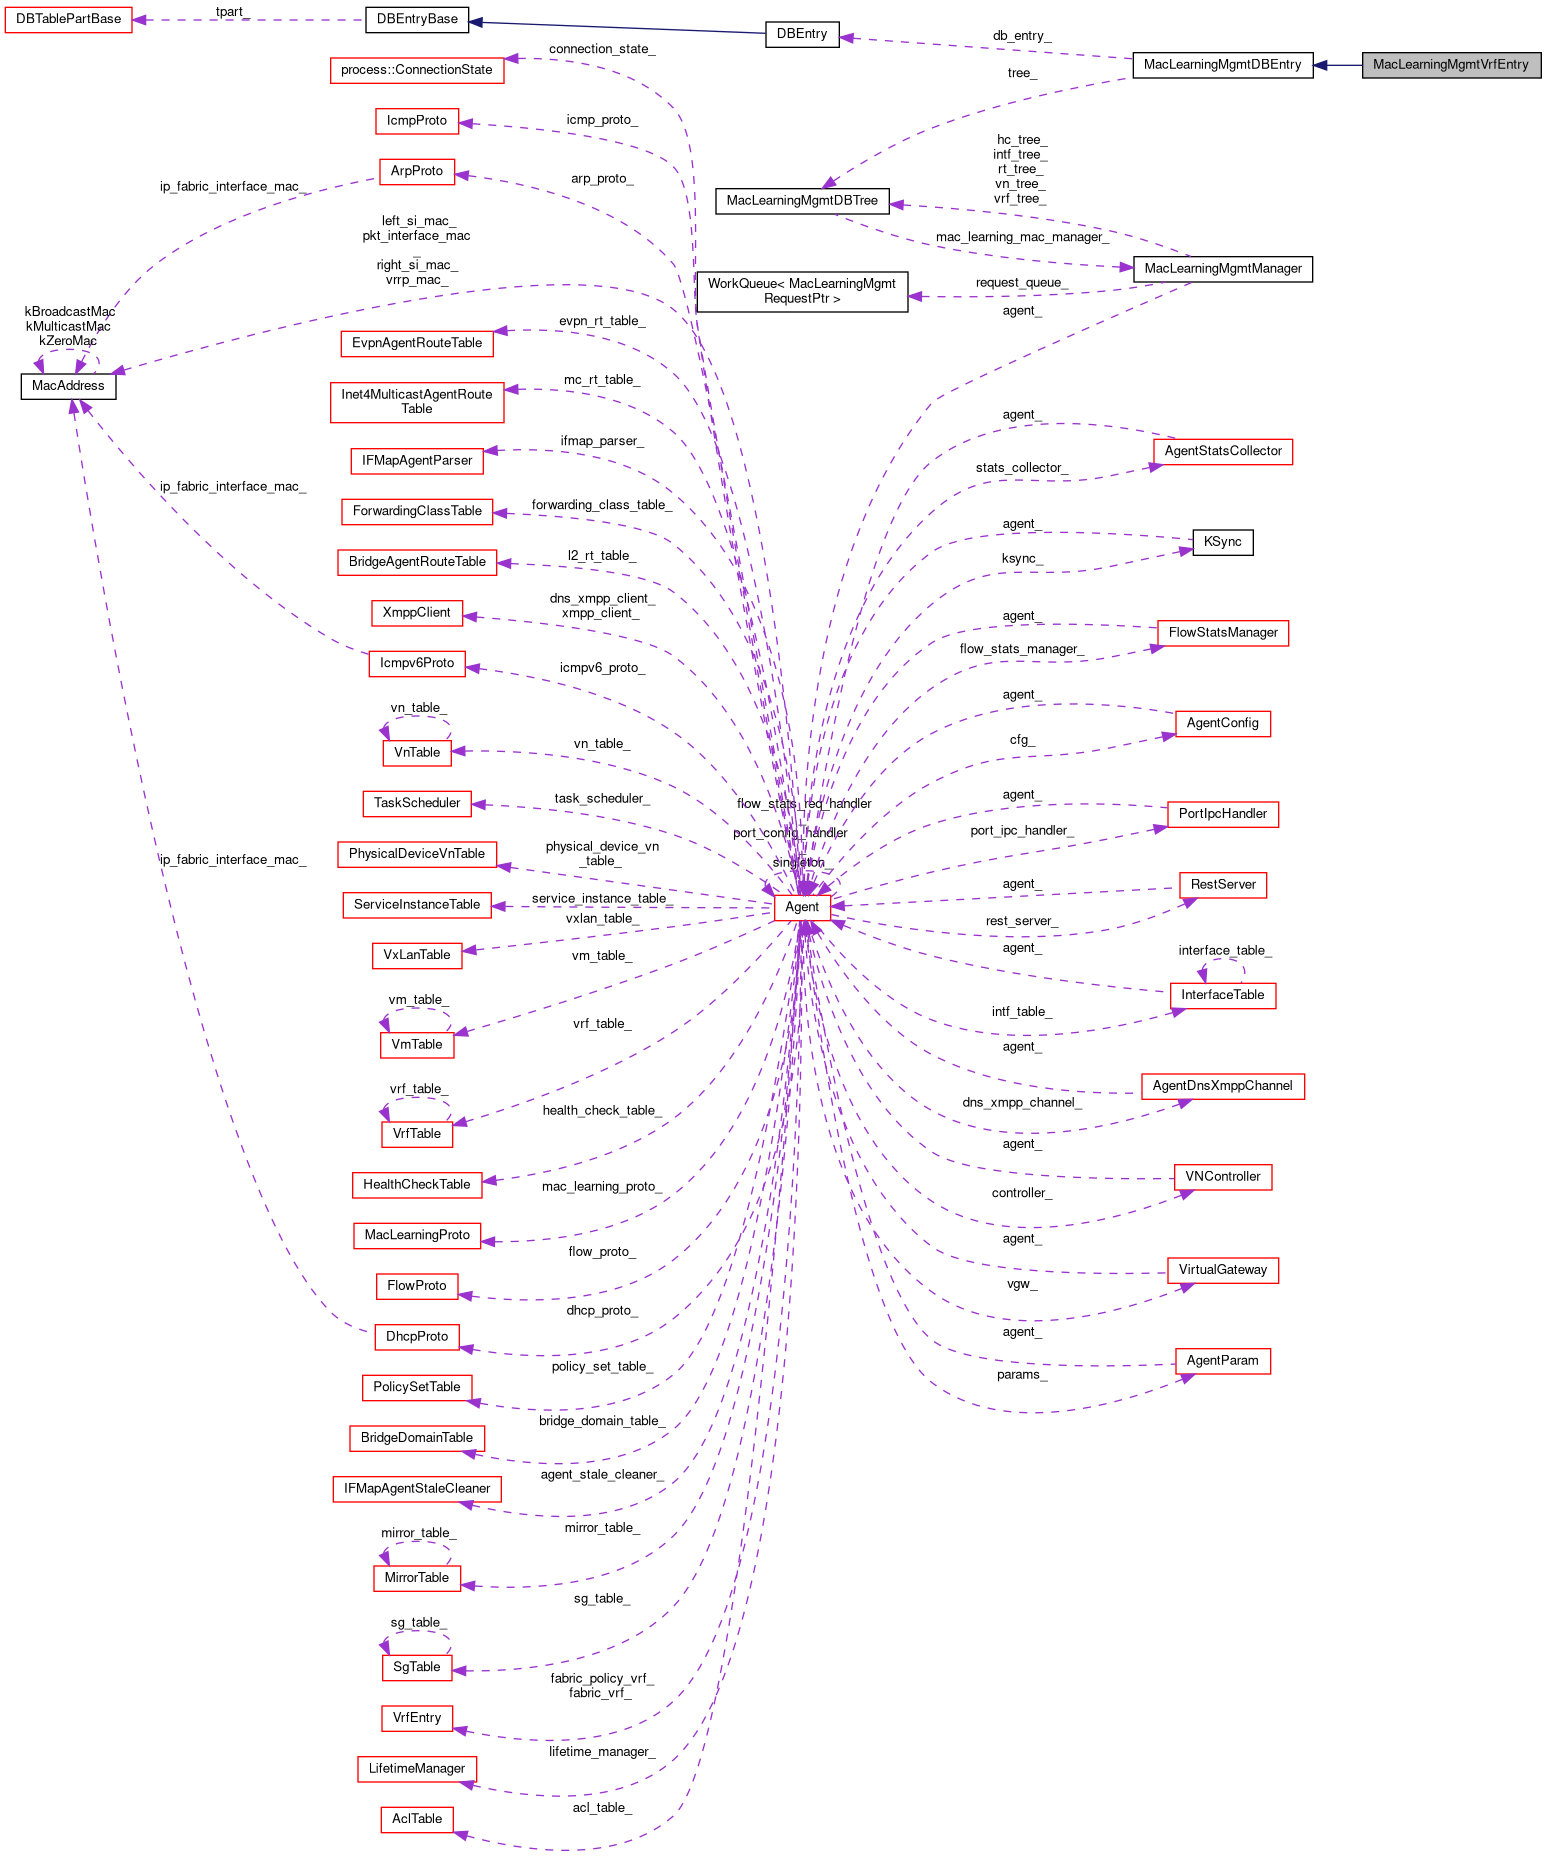 DBTablePartBase
tpart_
DBEntryBase
DBEntry
db_entry_
MacLearningMgmtDBEntry
MacLearningMgmtVrfEntry
connection_state_
process::ConnectionState
tree_
IcmpProto
icmp_proto_
ArpProto
arp_proto_
ip_fabric_interface_mac_
hc_tree_
intf_tree_
rt_tree_
vn_tree_
vrf_tree_
MacLearningMgmtDBTree
left_si_mac_
pkt_interface_mac
_
right_si_mac_
vrrp_mac_
mac_learning_mac_manager_
MacLearningMgmtManager
WorkQueue< MacLearningMgmt
RequestPtr >
request_queue_
agent_
kBroadcastMac
kMulticastMac
kZeroMac
MacAddress
EvpnAgentRouteTable
evpn_rt_table_
Inet4MulticastAgentRoute
Table
mc_rt_table_
IFMapAgentParser
ifmap_parser_
agent_
AgentStatsCollector
stats_collector_
ip_fabric_interface_mac_
ForwardingClassTable
forwarding_class_table_
agent_
KSync
ksync_
BridgeAgentRouteTable
l2_rt_table_
XmppClient
dns_xmpp_client_
xmpp_client_
agent_
FlowStatsManager
flow_stats_manager_
Icmpv6Proto
icmpv6_proto_
vn_table_
VnTable
vn_table_
agent_
AgentConfig
cfg_
TaskScheduler
task_scheduler_
flow_stats_req_handler
_
port_config_handler
_
singleton_
agent_
PortIpcHandler
port_ipc_handler_
PhysicalDeviceVnTable
physical_device_vn
_table_
ip_fabric_interface_mac_
ServiceInstanceTable
service_instance_table_
Agent
agent_
RestServer
rest_server_
VxLanTable
vxlan_table_
agent_
interface_table_
InterfaceTable
intf_table_
vm_table_
vm_table_
VmTable
agent_
AgentDnsXmppChannel
dns_xmpp_channel_
vrf_table_
vrf_table_
VrfTable
health_check_table_
HealthCheckTable
agent_
VNController
controller_
mac_learning_proto_
MacLearningProto
agent_
VirtualGateway
vgw_
flow_proto_
FlowProto
dhcp_proto_
DhcpProto
agent_
AgentParam
params_
policy_set_table_
PolicySetTable
bridge_domain_table_
BridgeDomainTable
agent_stale_cleaner_
IFMapAgentStaleCleaner
mirror_table_
mirror_table_
MirrorTable
sg_table_
sg_table_
SgTable
fabric_policy_vrf_
fabric_vrf_
VrfEntry
lifetime_manager_
LifetimeManager
acl_table_
AclTable